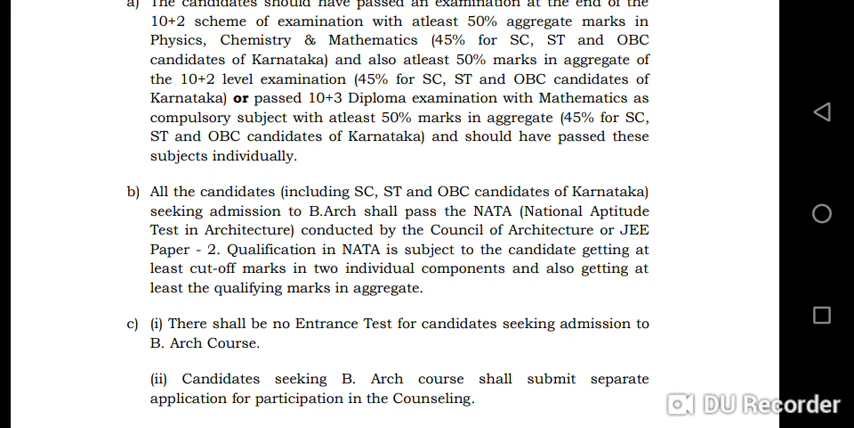 a) The candidates should have passed an examination at the end of the
10+2 scheme of examination with atleast 50% aggregate marks in
Physics, Chemistry & Mathematics (45% for SC, ST and OBC
candidates of Karnataka) and also atleast 50% marks in aggregate of
the 10+2 level examination (45% for SC, ST and OBC candidates of
Karnataka) or passed 10+3 Diploma examination with Mathematics as
compulsory subject with atleast 50% marks in aggregate (45% for SC,
ST and OBC candidates of Karnataka) and should have passed these
subjects individually.
b) All the candidates (including SC, ST and OBC candidates of Karnataka)
seeking admission to B.Arch shall pass the NATA (National Aptitude
Test in Architecture) conducted by the Council of Architecture or JEE
Paper - 2. Qualification in NATA is subject to the candidate getting at
least cut-off marks in two individual components and also getting at
least the qualifying marks in aggregate.
c) (i) There shall be no Entrance Test for candidates seeking admission to
B. Arch Course.
(ii) Candidates seeking B. Arch course shall submit separate
application for participation in the Counseling.
DU Recorder